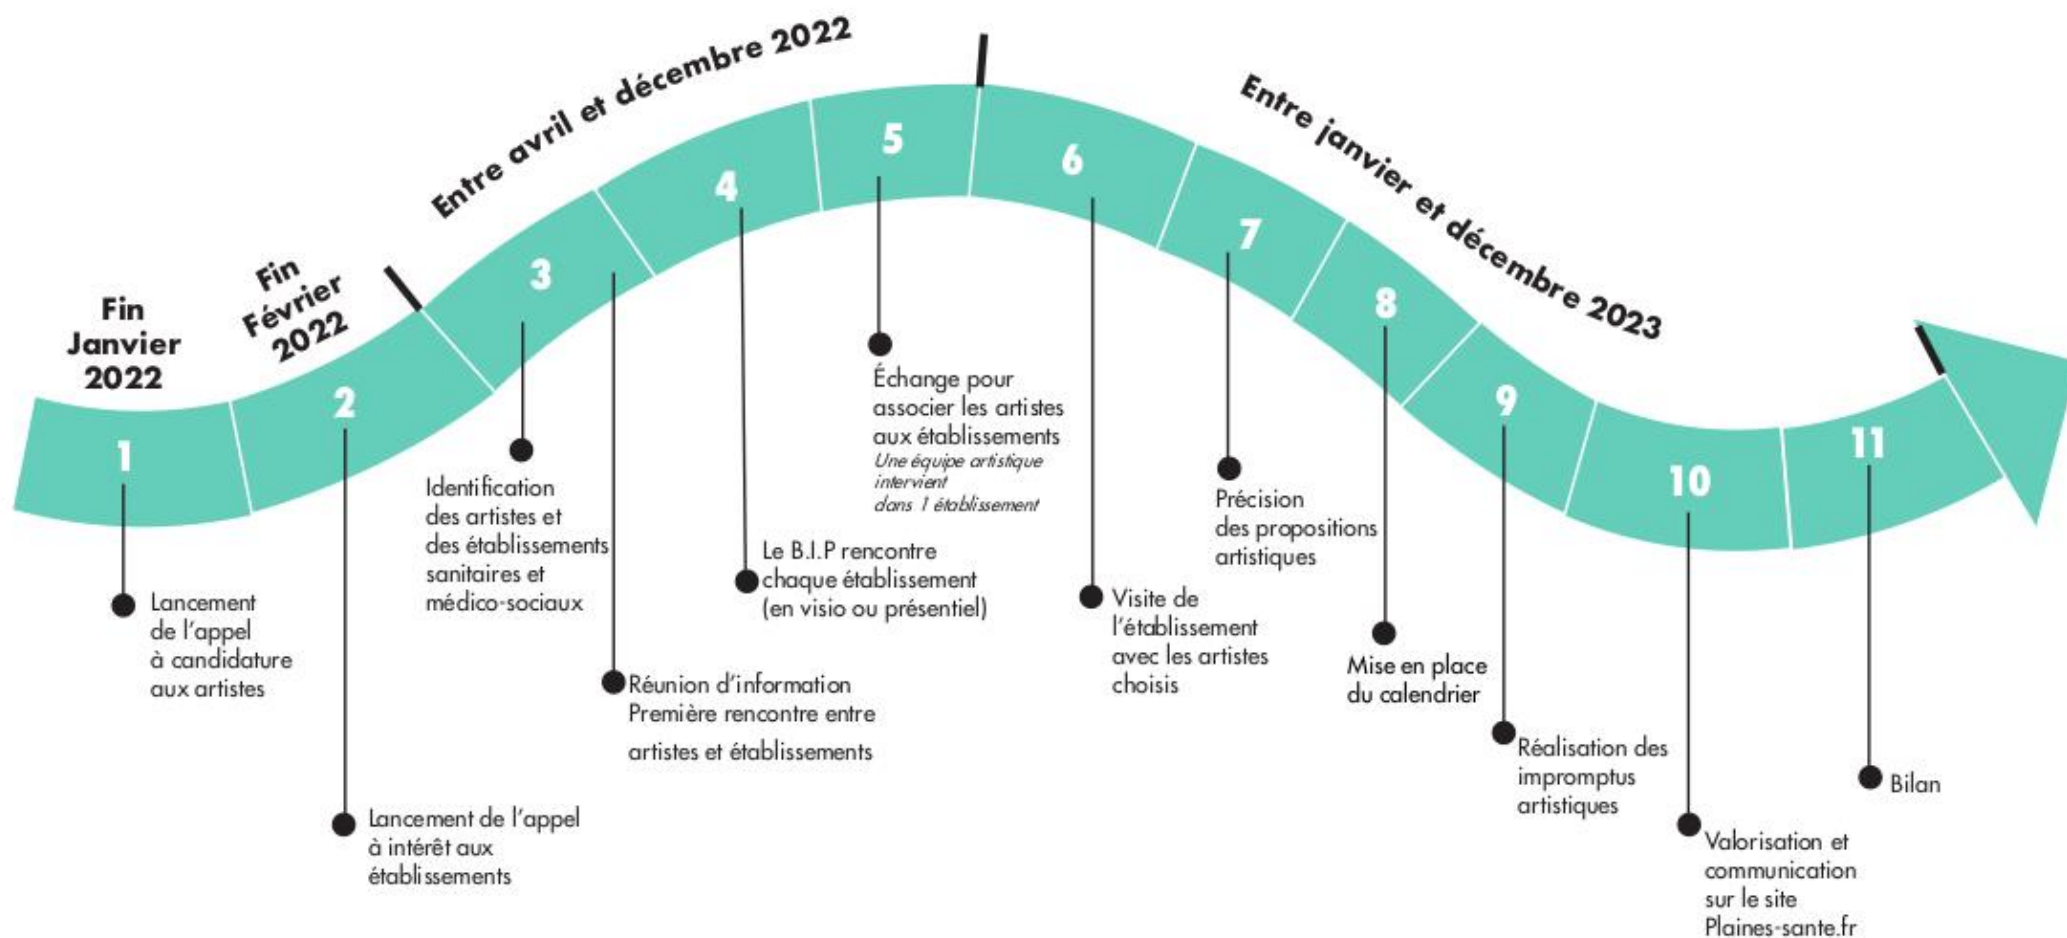 Fin
Janvier
2022
Fin
Février
2022
Entre avril et décembre 2022
Entre janvier et décembre 2023
1
2
3
4
5
6
7
8
9
10
11
Lancement
de l'appel
à candidature
aux artistes
Lancement de l'appel
à intérêt aux
établissements
Identification
des artistes et
des établissements
sanitaires et
médico-sociaux
Réunion d'information
Première rencontre entre
artistes et établissements
Le B.I.P rencontre
chaque établissement
(en visio ou présentiel)
Échange pour
associer les artistes
aux établissements
Une équipe artistique
intervient
dans 1 établissement
Visite de
l'établissement
avec les artistes
choisis
Précision
des propositions
artistiques
Mise en place
du calendrier
Réalisation des
impromptus
artistiques
Valorisation et
communication
sur le site
Plaines-sante.fr
Bilan